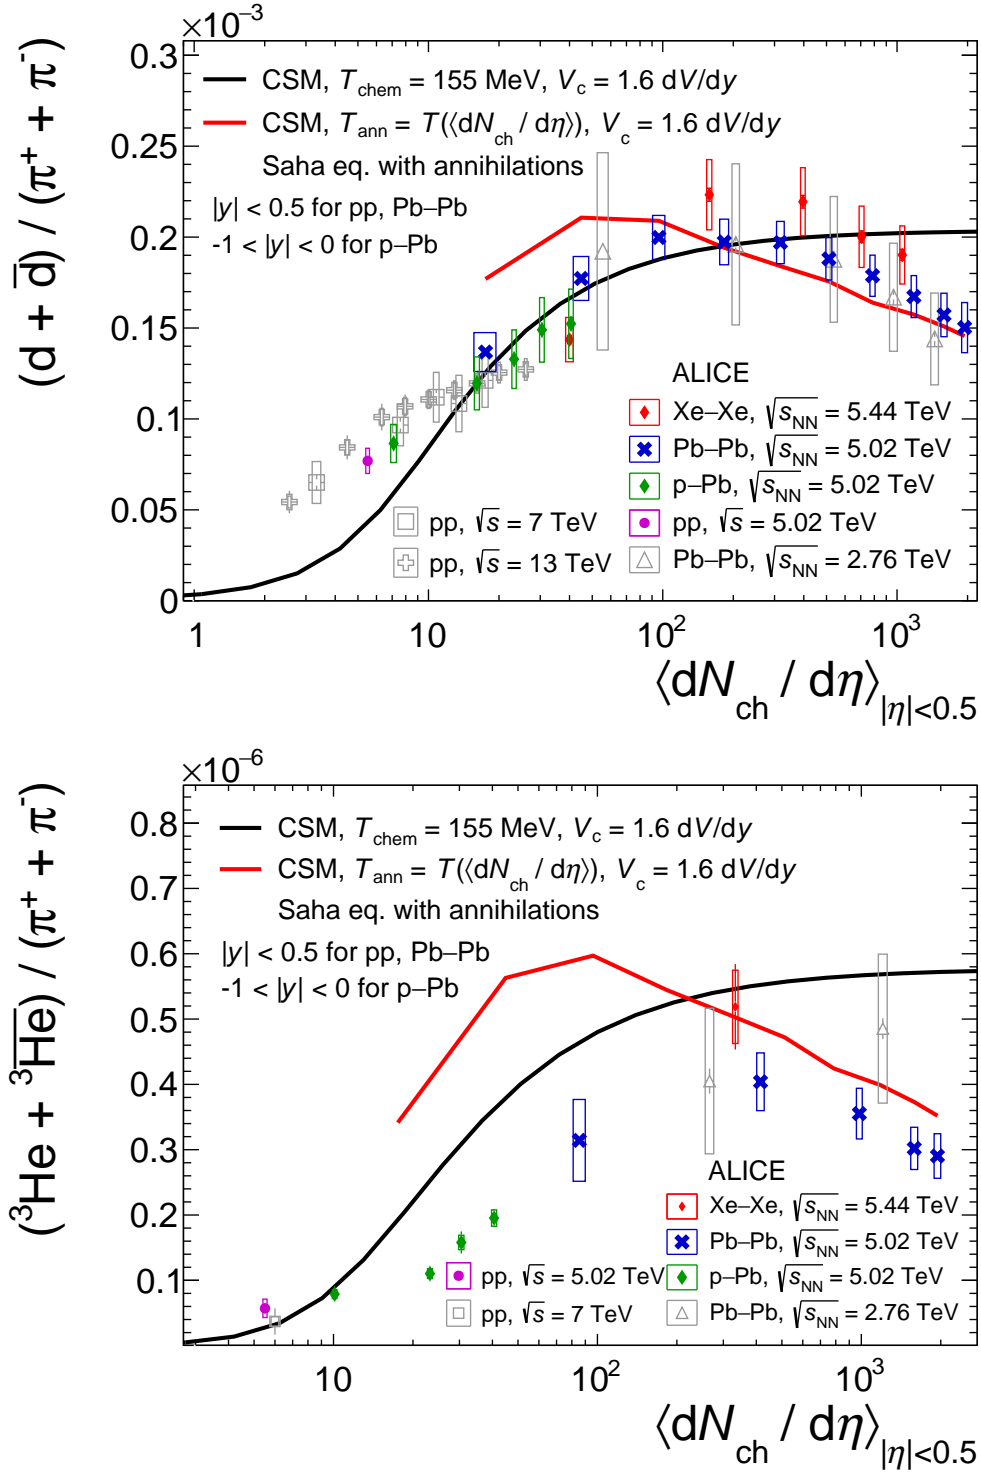 ×10⁻³
(d + d̅) / (π⁺ + π⁻)
0.3
0.25
0.2
0.15
0.1
0.05
0
CSM, T_chem = 155 MeV, V_c = 1.6 dV/dy
CSM, T_ann = T(⟨dN_ch / dη⟩), V_c = 1.6 dV/dy
Saha eq. with annihilations
|y| < 0.5 for pp, Pb–Pb
-1 < |y| < 0 for p–Pb
ALICE
Xe–Xe, √s_NN = 5.44 TeV
Pb–Pb, √s_NN = 5.02 TeV
p–Pb, √s_NN = 5.02 TeV
pp, √s = 7 TeV
pp, √s = 5.02 TeV
pp, √s = 13 TeV
Pb–Pb, √s_NN = 2.76 TeV
1 10 10² 10³
⟨dN_ch / dη⟩_|η|<0.5
×10⁻⁶
(³He + ³H̅e̅) / (π⁺ + π⁻)
0.8
0.7
0.6
0.5
0.4
0.3
0.2
0.1
CSM, T_chem = 155 MeV, V_c = 1.6 dV/dy
CSM, T_ann = T(⟨dN_ch / dη⟩), V_c = 1.6 dV/dy
Saha eq. with annihilations
|y| < 0.5 for pp, Pb–Pb
-1 < |y| < 0 for p–Pb
ALICE
Xe–Xe, √s_NN = 5.44 TeV
Pb–Pb, √s_NN = 5.02 TeV
pp, √s = 5.02 TeV
p–Pb, √s_NN = 5.02 TeV
pp, √s = 7 TeV
Pb–Pb, √s_NN = 2.76 TeV
10 10² 10³
⟨dN_ch / dη⟩_|η|<0.5